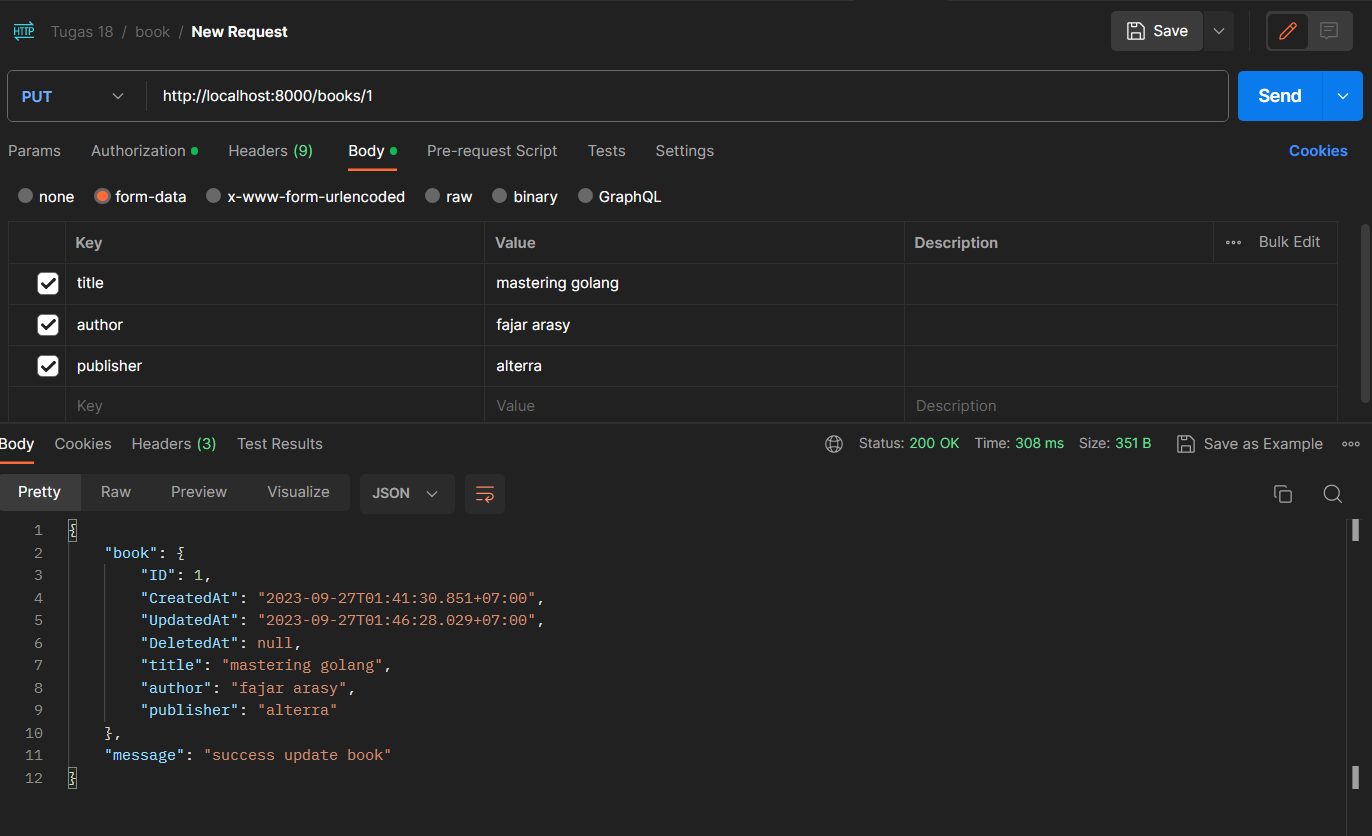 HTTP Tugas 18 / book / New Request Save
PUT http://localhost:8000/books/1 Send
Params Authorization Headers (9) Body Pre-request Script Tests Settings Cookies
none form-data x-www-form-urlencoded raw binary GraphQL
Key Value Description Bulk Edit
title mastering golang
author fajar arasy
publisher alterra
Key Value Description
Body Cookies Headers (3) Test Results Status: 200 OK Time: 308 ms Size: 351 B Save as Example
Pretty Raw Preview Visualize JSON
1 {
2 "book": {
3 "ID": 1,
4 "CreatedAt": "2023-09-27T01:41:30.851+07:00",
5 "UpdatedAt": "2023-09-27T01:46:28.029+07:00",
6 "DeletedAt": null,
7 "title": "mastering golang",
8 "author": "fajar arasy",
9 "publisher": "alterra"
10 },
11 "message": "success update book"
12 }